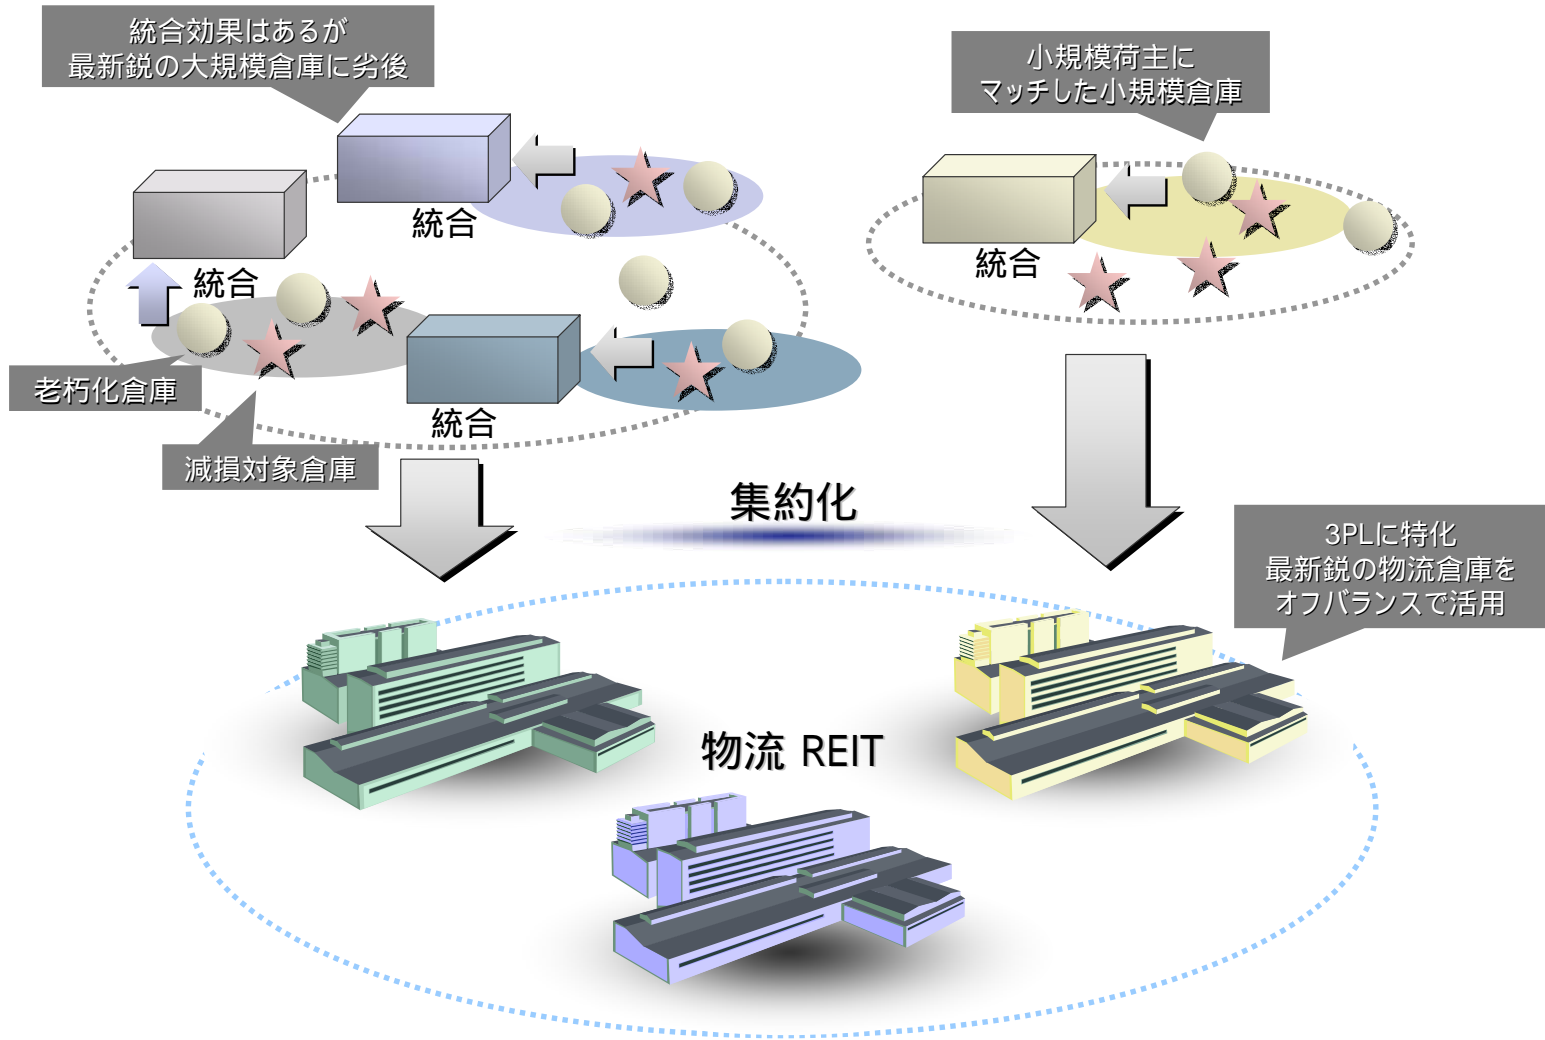 統合効果はあるが
最新鋭の大規模倉庫に劣後
小規模荷主に
マッチした小規模倉庫
統合
統合
統合
統合
老朽化倉庫
減損対象倉庫
集約化
3PLに特化
最新鋭の物流倉庫を
オフバランスで活用
物流 REIT